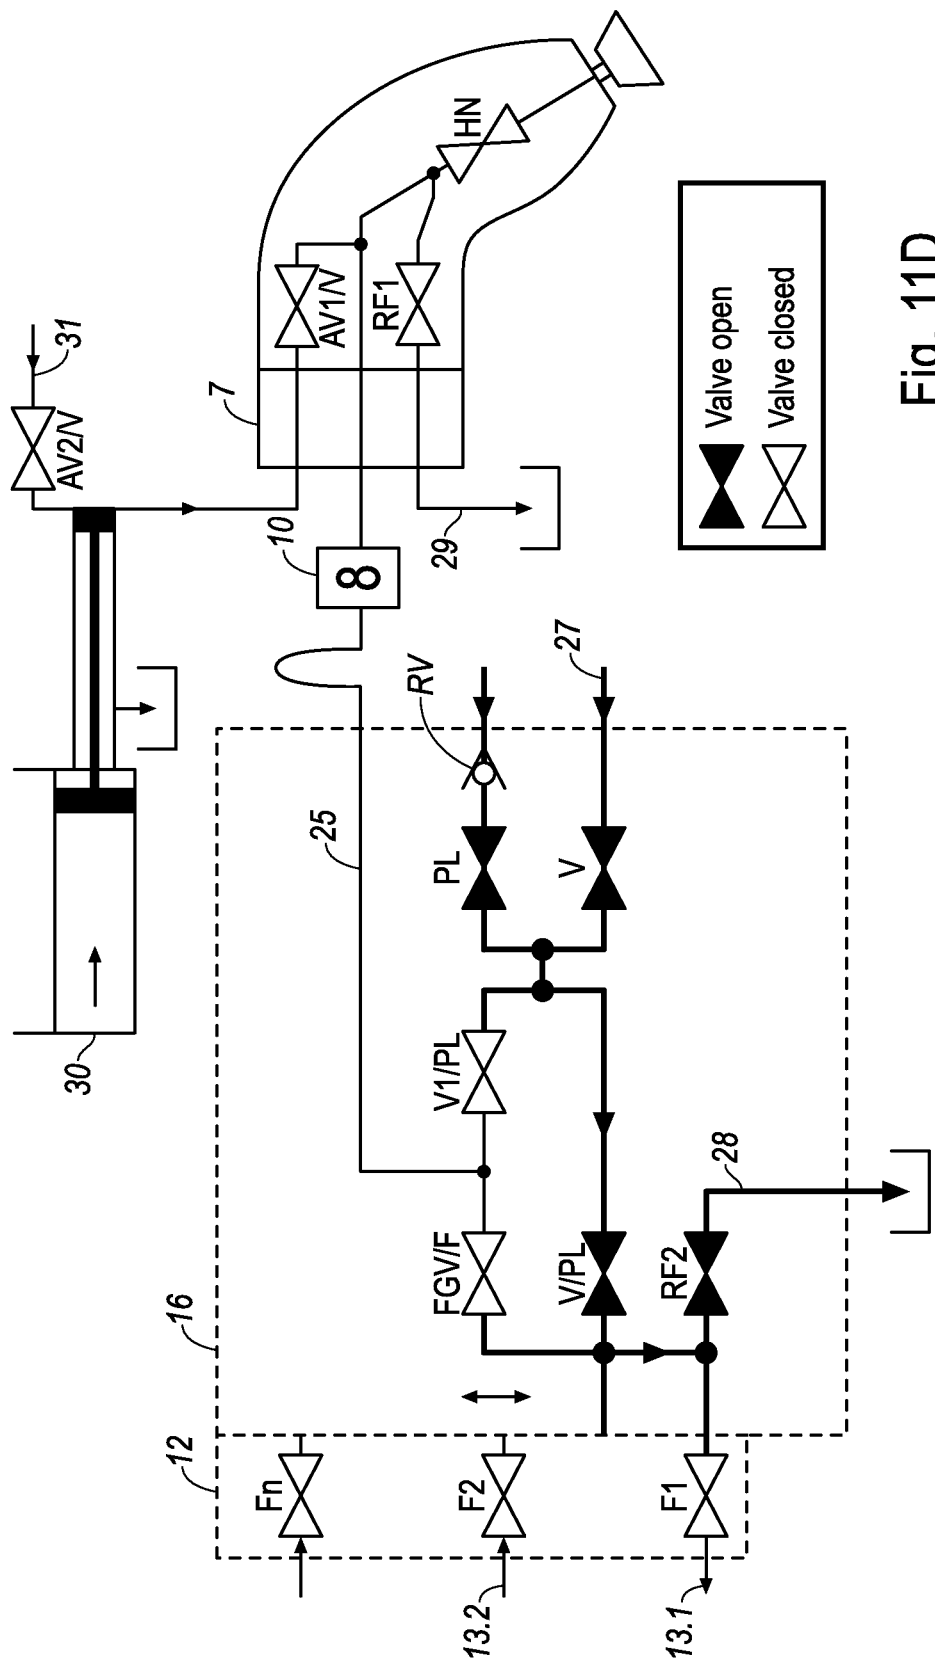 31
AV2/V
7
AV1/V
HN
RF1
10
8
29
30
25
RV
27
PL
V
V1/PL
FGV/F
V/PL
RF2
28
16
12
Fn
F2
F1
13.2
13.1
Valve open
Valve closed
Fig. 11D